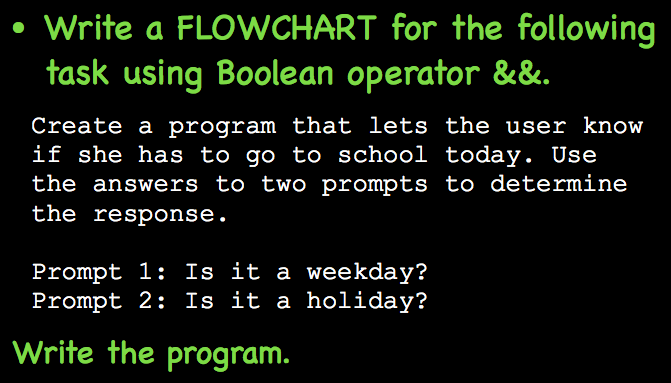 • Write a FLOWCHART for the following
task using Boolean operator &&.
Create a program that lets the user know
if she has to go to school today. Use
the answers to two prompts to determine
the response.
Prompt 1: Is it a weekday?
Prompt 2: Is it a holiday?
Write the program.